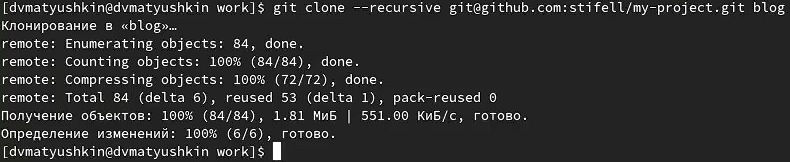 [dvmatyushkin@dvmatyushkin work]$ git clone --recursive git@github.com:stifell/my-project.git blog
Клонирование в «blog»…
remote: Enumerating objects: 84, done.
remote: Counting objects: 100% (84/84), done.
remote: Compressing objects: 100% (72/72), done.
remote: Total 84 (delta 6), reused 53 (delta 1), pack-reused 0
Получение объектов: 100% (84/84), 1.81 МиБ | 551.00 КиБ/с, готово.
Определение изменений: 100% (6/6), готово.
[dvmatyushkin@dvmatyushkin work]$